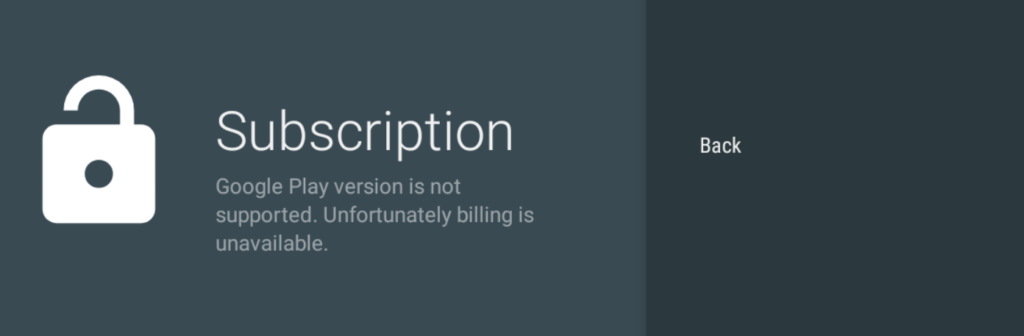 Subscription
Google Play version is not
supported. Unfortunately billing is
unavailable.
Back